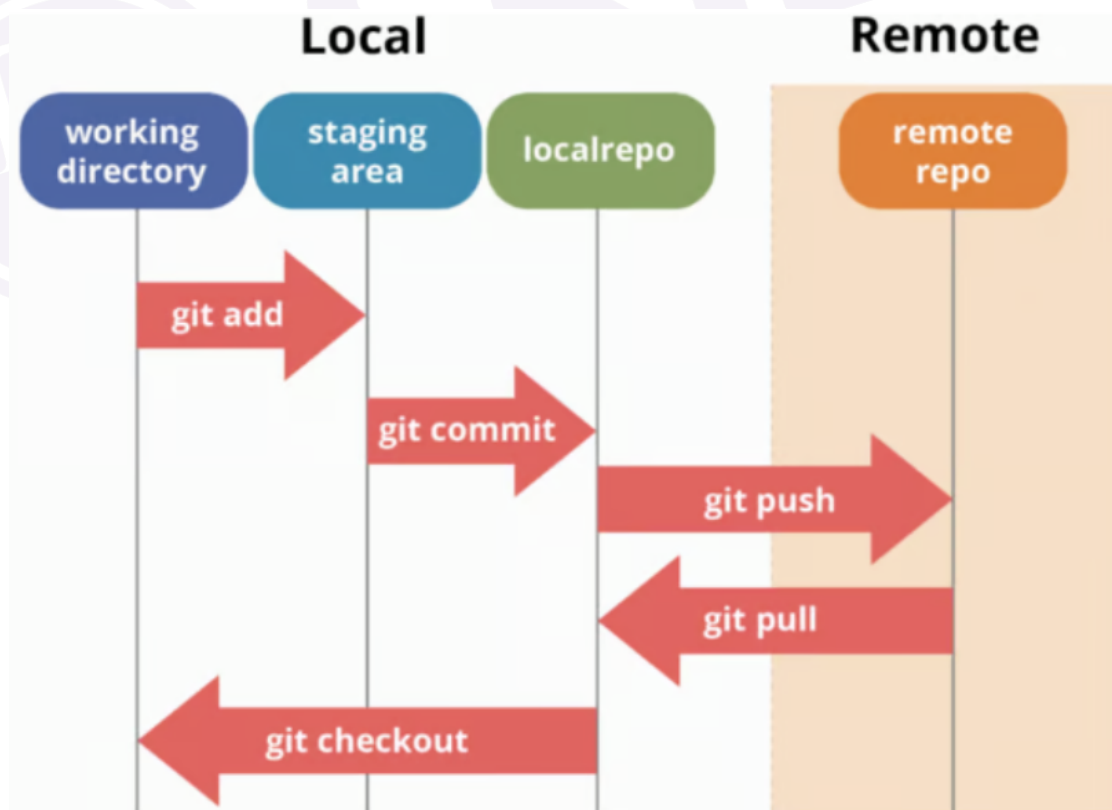 Local
Remote
working
directory
staging
area
localrepo
remote
repo
git add
git commit
git push
git pull
git checkout